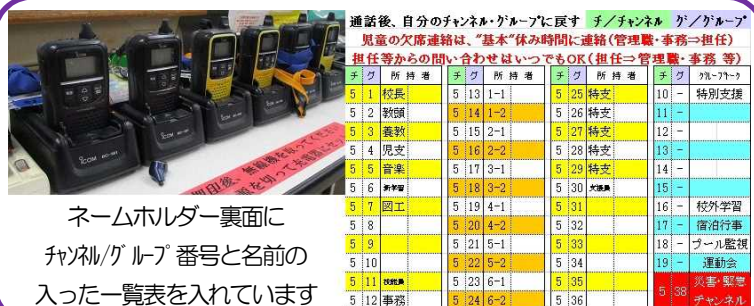 通話後、自分のチャンネル・グループに戻す チ／チャンネル グ／グループ
児童の欠席連絡は、"基本"休み時間に連絡(管理職・事務⇒担任)
担任等からの問い合わせはいつでもOK(担任⇒管理職・事務 等)
チ グ 所持者 チ グ 所持者 チ グ 所持者 チ グ グループトーク
5 1 校長 5 13 1-1 5 25 特支 10 - 特別支援
5 2 教頭 5 14 1-2 5 26 特支 11 -
5 3 養教 5 15 2-1 5 27 特支 12 -
5 4 児支 5 16 2-2 5 28 特支 13 -
5 5 音楽 5 17 3-1 5 29 特支 14 -
5 6 5 18 3-2 5 30 支援員 15 -
5 7 図工 5 19 4-1 5 31 16 - 校外学習
5 8 5 20 4-2 5 32 17 - 宿泊行事
5 9 5 21 5-1 5 33 18 - プール監視
5 10 5 22 5-2 5 34 19 - 運動会
5 11 5 23 6-1 5 35 5 38 災害・緊急
5 12 事務 5 24 6-2 5 36 チャンネル
ICOM
ICOM
ICOM
ネームホルダー裏面に
チャンネル/グループ番号と名前の
入った一覧表を入れています